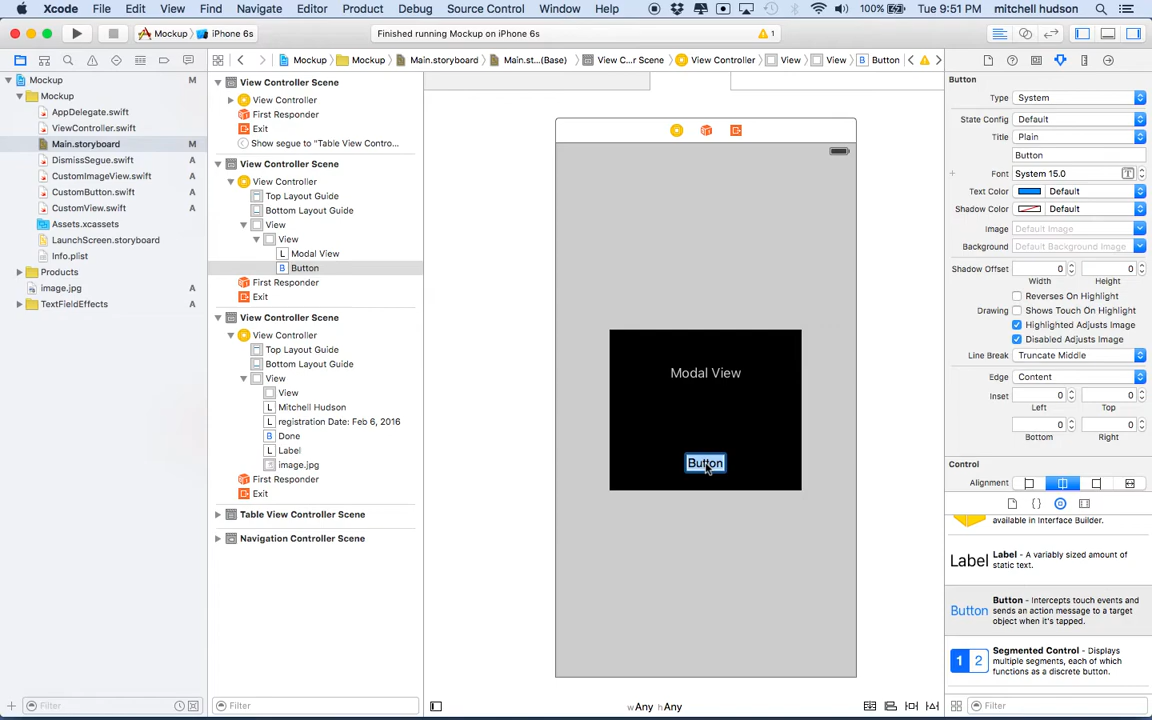 Xcode File Edit View Find Navigate Editor Product Debug Source Control Window Help 100% Tue 9:51 PM mitchell hudson
Mockup iPhone 6s Finished running Mockup on iPhone 6s 1
Mockup Mockup Main.storyboard Main.st...(Base) View C...r Scene View Controller View View B Button
Mockup
Mockup
AppDelegate.swift
ViewController.swift
Main.storyboard M
DismissSegue.swift A
CustomImageView.swift A
CustomButton.swift A
CustomView.swift A
Assets.xcassets
LaunchScreen.storyboard
Info.plist
Products
image.jpg A
TextFieldEffects A
Filter
View Controller Scene
View Controller
First Responder
Exit
Show segue to "Table View Contro...
View Controller Scene
View Controller
Top Layout Guide
Bottom Layout Guide
View
View
L Modal View
B Button
First Responder
Exit
View Controller Scene
View Controller
Top Layout Guide
Bottom Layout Guide
View
View
L Mitchell Hudson
L registration Date: Feb 6, 2016
B Done
L Label
image.jpg
First Responder
Exit
Table View Controller Scene
Navigation Controller Scene
Filter
Modal View
Button
wAny hAny
Button
Type System
State Config Default
Title Plain
Button
Font System 15.0 T
Text Color Default
Shadow Color Default
Image Default Image
Background Default Background Image
Shadow Offset 0 0
Width Height
Reverses On Highlight
Drawing Shows Touch On Highlight
Highlighted Adjusts Image
Disabled Adjusts Image
Line Break Truncate Middle
Edge Content
Inset 0 0
Left Top
0 0
Bottom Right
Control
Alignment
available in Interface Builder.
Label Label - A variably sized amount of
static text.
Button Button - Intercepts touch events and
sends an action message to a target
object when it's tapped.
1 2 Segmented Control - Displays
multiple segments, each of which
functions as a discrete button.
Filter